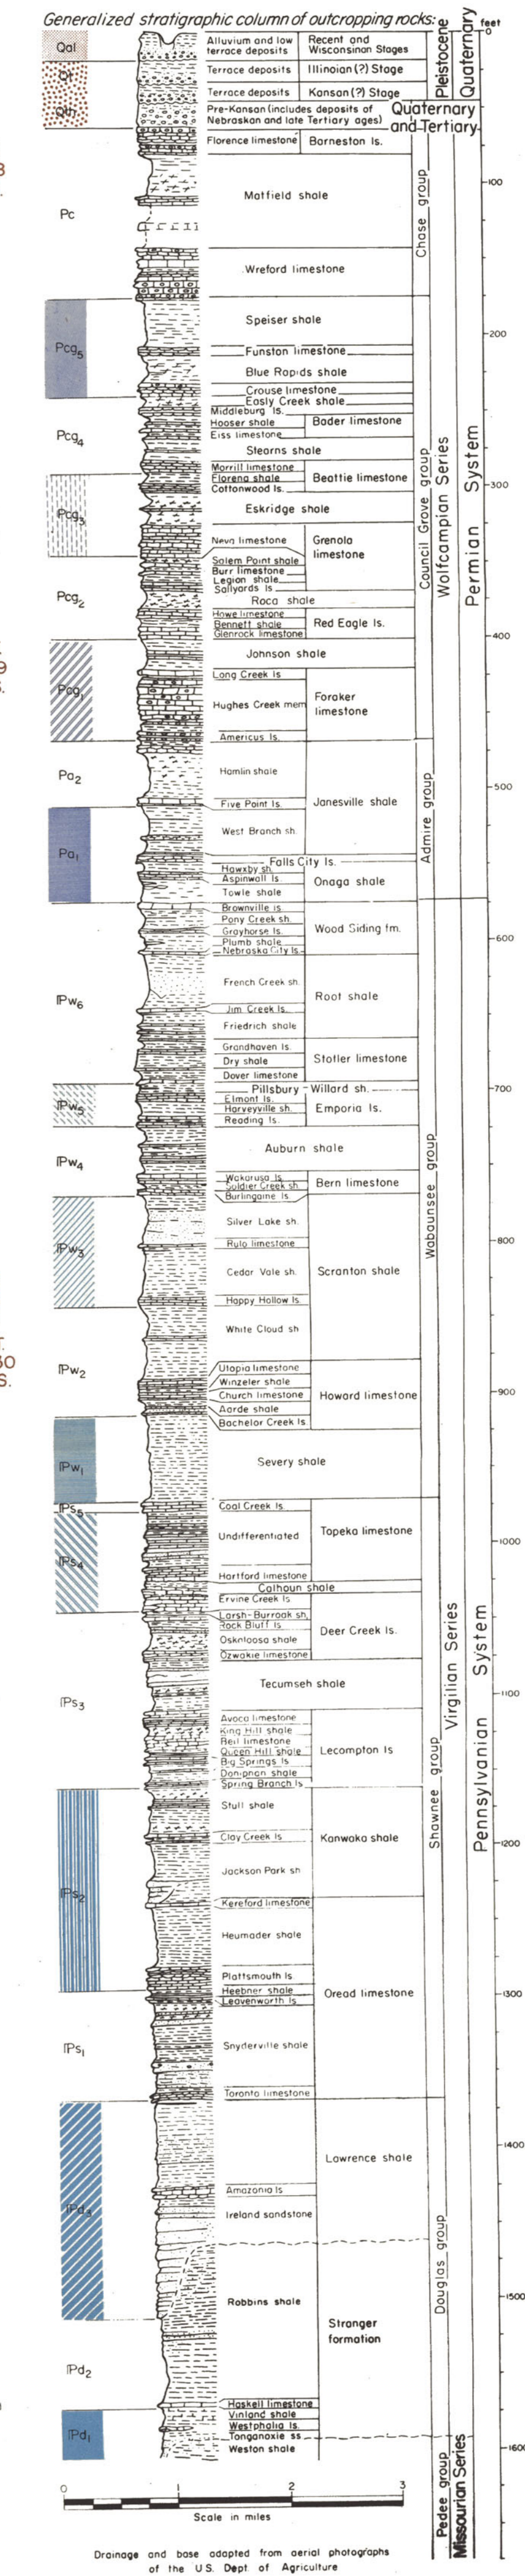 Generalized stratigraphic column of outcropping rocks:
feet
0
Qal
Alluvium and low
terrace deposits
Recent and
Wisconsinan Stages
Qt
Terrace deposits
Illinoian (?) Stage
Terrace deposits
Kansan (?) Stage
Pleistocene
Quaternary
QTh
Pre-Kansan (includes deposits of
Nebraskan and late Tertiary ages)
Quaternary
and Tertiary
Florence limestone
Barneston ls.
100
Pc
Matfield shale
Chase group
Wreford limestone
200
Pcg5
Speiser shale
Funston limestone
Blue Rapids shale
Crouse limestone
Easly Creek shale
Pcg4
Middleburg ls.
Hooser shale
Eiss limestone
Bader limestone
Stearns shale
Morrill limestone
Florena shale
Cottonwood ls.
Beattie limestone
300
Pcg3
Eskridge shale
Neva limestone
Salem Point shale
Burr limestone
Legion shale
Sallyards ls
Grenola
limestone
Council Grove group
Wolfcampian Series
Permian System
Pcg2
Roca shale
Howe limestone
Bennett shale
Glenrock limestone
Red Eagle ls.
400
Johnson shale
Pcg1
Long Creek ls
Hughes Creek mem
Americus ls.
Foraker
limestone
Pa2
Hamlin shale
500
Five Point ls.
Janesville shale
Admire group
Pa1
West Branch sh.
Falls City ls.
Hawxby sh.
Aspinwall ls
Towle shale
Onaga shale
Brownville ls
Pony Creek sh.
Grayhorse ls.
Plumb shale
Nebraska City ls.
Wood Siding fm.
600
IPw6
French Creek sh.
Jim Creek ls.
Friedrich shale
Root shale
Grandhaven ls.
Dry shale
Dover limestone
Stotler limestone
700
IPw5
Pillsbury - Willard sh.
Elmont ls.
Harveyville sh.
Reading ls.
Emporia ls.
IPw4
Auburn shale
Wakarusa ls
Soldier Creek sh
Burlingame ls
Bern limestone
Wabaunsee group
IPw3
Silver Lake sh.
Rulo limestone
Cedar Vale sh.
Happy Hollow ls
Scranton shale
800
IPw2
White Cloud sh
Utopia limestone
Winzeler shale
Church limestone
Aarde shale
Bachelor Creek ls
Howard limestone
900
IPw1
Severy shale
IPs5
Coal Creek ls
IPs4
Undifferentiated
Hartford limestone
Topeka limestone
1000
Calhoun shale
Ervine Creek ls
Larsh-Burroak sh.
Rock Bluff ls
Oskaloosa shale
Ozwakie limestone
Deer Creek ls.
IPs3
Tecumseh shale
1100
Avoca limestone
King Hill shale
Beil limestone
Queen Hill shale
Big Springs ls
Doniphan shale
Spring Branch ls
Lecompton ls
Shawnee group
Virgilian Series
Pennsylvanian System
IPs2
Stull shale
Clay Creek ls
Jackson Park sh
Kanwaka shale
1200
Kereford limestone
Heumader shale
Plattsmouth ls
Heebner shale
Leavenworth ls
Oread limestone
1300
IPs1
Snyderville shale
Toronto limestone
IPd3
Lawrence shale
1400
Amazonia ls
Ireland sandstone
Robbins shale
Stranger
formation
Douglas group
1500
IPd2
Haskell limestone
Vinland shale
Westphalia ls.
Tonganoxie ss
IPd1
Weston shale
1600
Pedee group
Missourian Series
0 1 2 3
Scale in miles
Drainage and base adapted from aerial photographs
of the U.S. Dept. of Agriculture